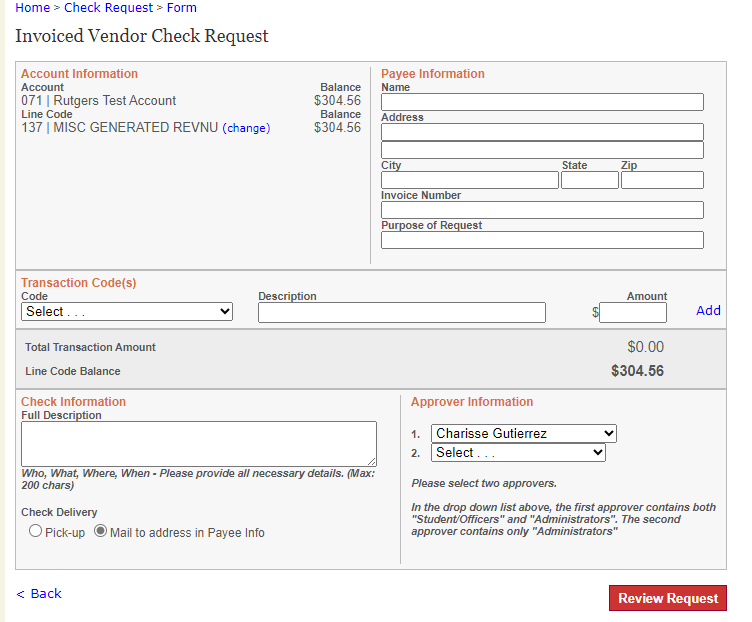 Home > Check Request > Form
Invoiced Vendor Check Request
Account Information
Account Balance
071 | Rutgers Test Account $304.56
Line Code Balance
137 | MISC GENERATED REVNU (change) $304.56
Payee Information
Name
Address
City State Zip
Invoice Number
Purpose of Request
Transaction Code(s)
Code Description Amount
Select . . . $ Add
Total Transaction Amount $0.00
Line Code Balance $304.56
Check Information
Full Description
Who, What, Where, When - Please provide all necessary details. (Max:
200 chars)
Check Delivery
Pick-up Mail to address in Payee Info
Approver Information
1. Charisse Gutierrez
2. Select . . .
Please select two approvers.
In the drop down list above, the first approver contains both
"Student/Officers" and "Administrators". The second
approver contains only "Administrators"
< Back
Review Request